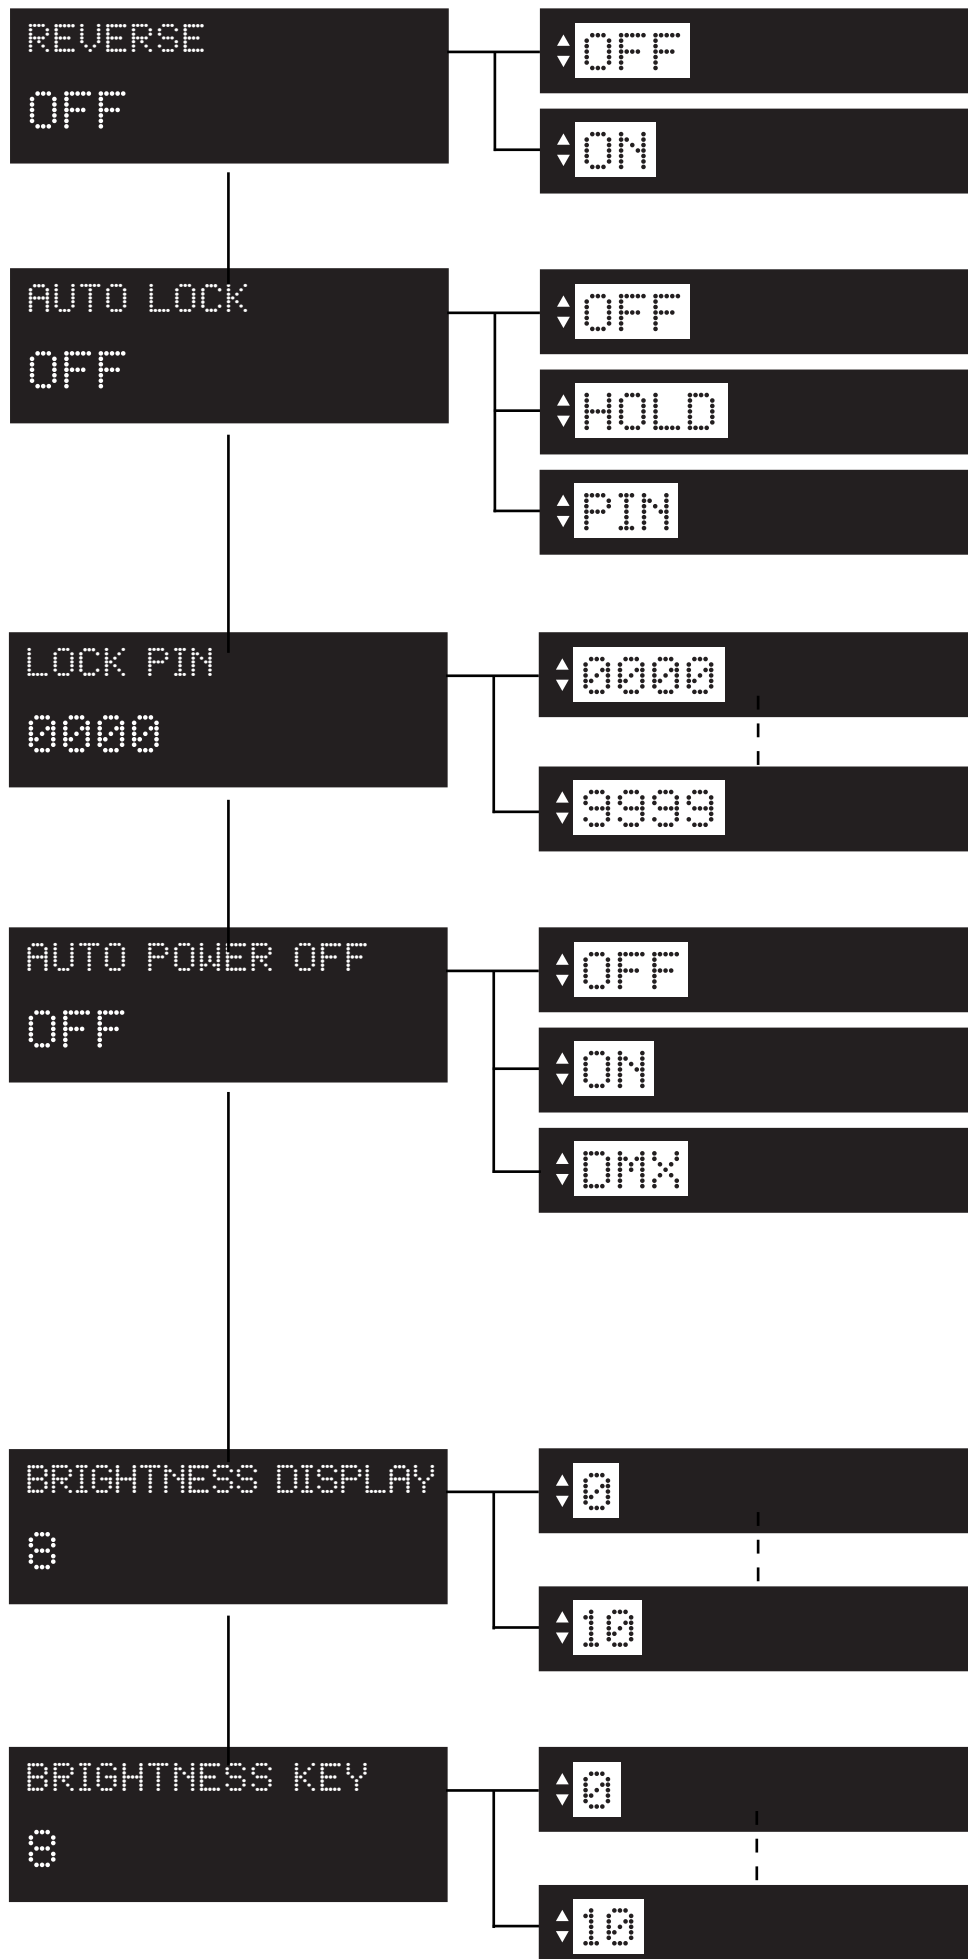 REVERSE
OFF
OFF
ON
AUTO LOCK
OFF
OFF
HOLD
PIN
LOCK PIN
0000
0000
9999
AUTO POWER OFF
OFF
OFF
ON
DMX
BRIGHTNESS DISPLAY
8
0
10
BRIGHTNESS KEY
8
0
10